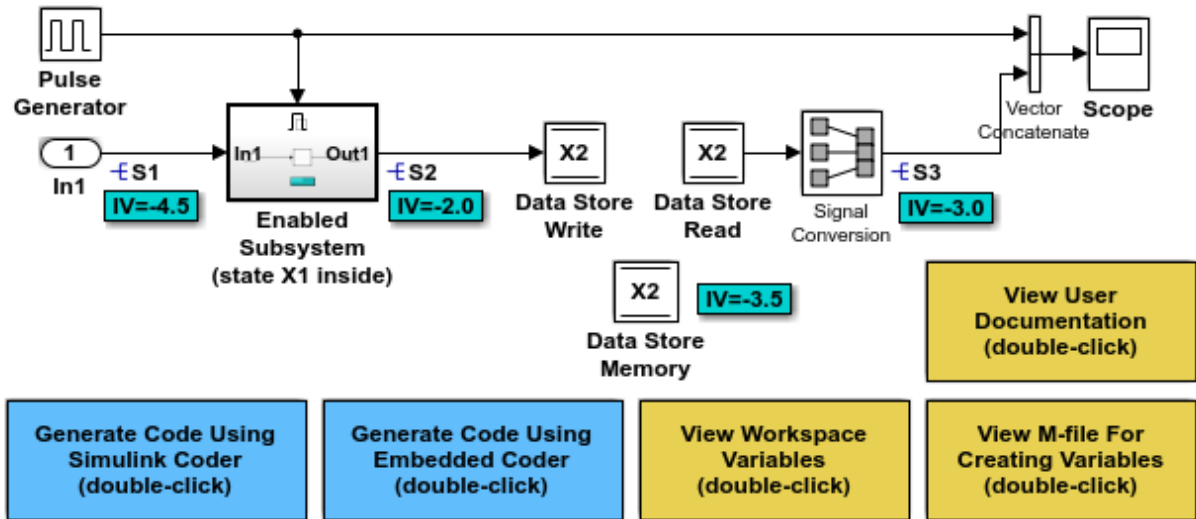 Pulse
Generator
1
In1
S1
IV=-4.5
In1
Out1
Enabled
Subsystem
(state X1 inside)
S2
IV=-2.0
X2
Data Store
Write
X2
Data Store
Read
Signal
Conversion
S3
IV=-3.0
Vector
Concatenate
Scope
X2
IV=-3.5
Data Store
Memory
View User
Documentation
(double-click)
Generate Code Using
Simulink Coder
(double-click)
Generate Code Using
Embedded Coder
(double-click)
View Workspace
Variables
(double-click)
View M-file For
Creating Variables
(double-click)